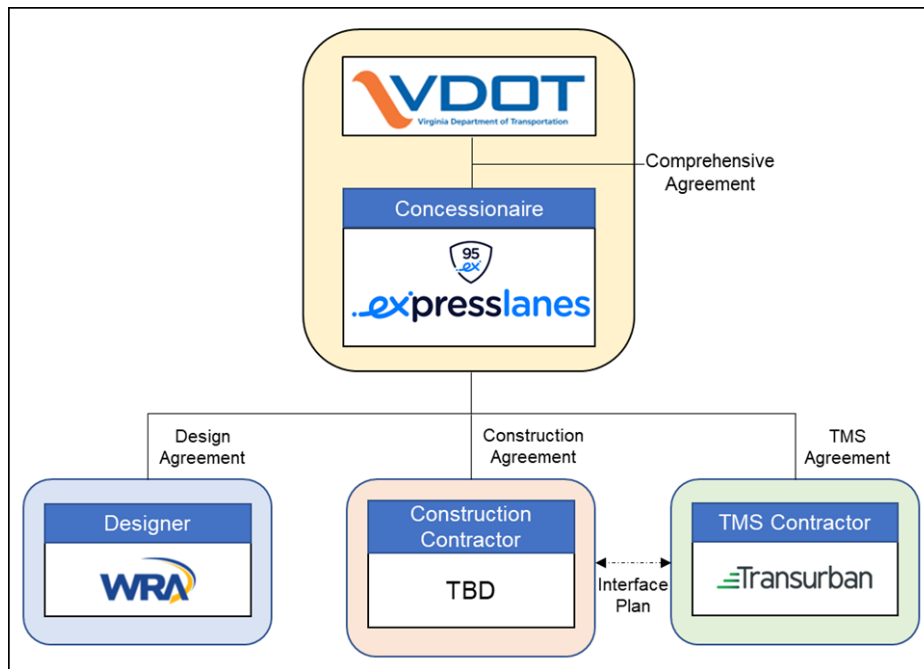 VDOT
Virginia Department of Transportation
Comprehensive
Agreement
Concessionaire
95
ex
expresslanes
Design
Agreement
Construction
Agreement
TMS
Agreement
Designer
WRA
Construction
Contractor
TBD
Interface
Plan
TMS Contractor
Transurban